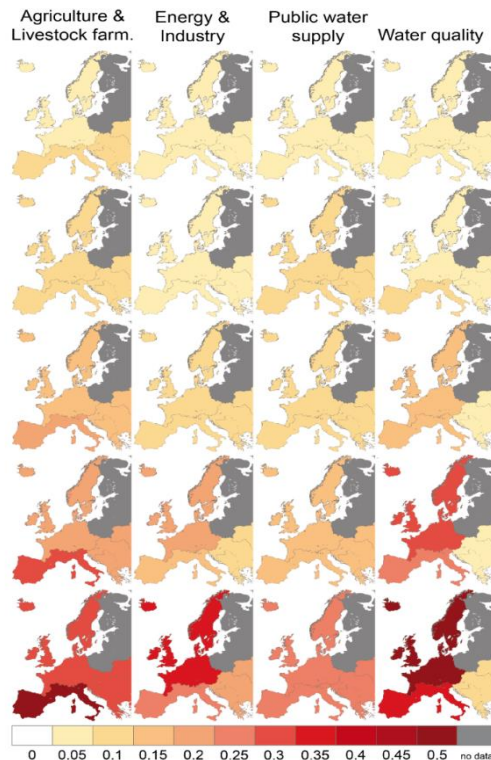 Agriculture & Energy & Public water
Livestock farm. Industry supply Water quality
0 0.05 0.1 0.15 0.2 0.25 0.3 0.35 0.4 0.45 0.5 no data